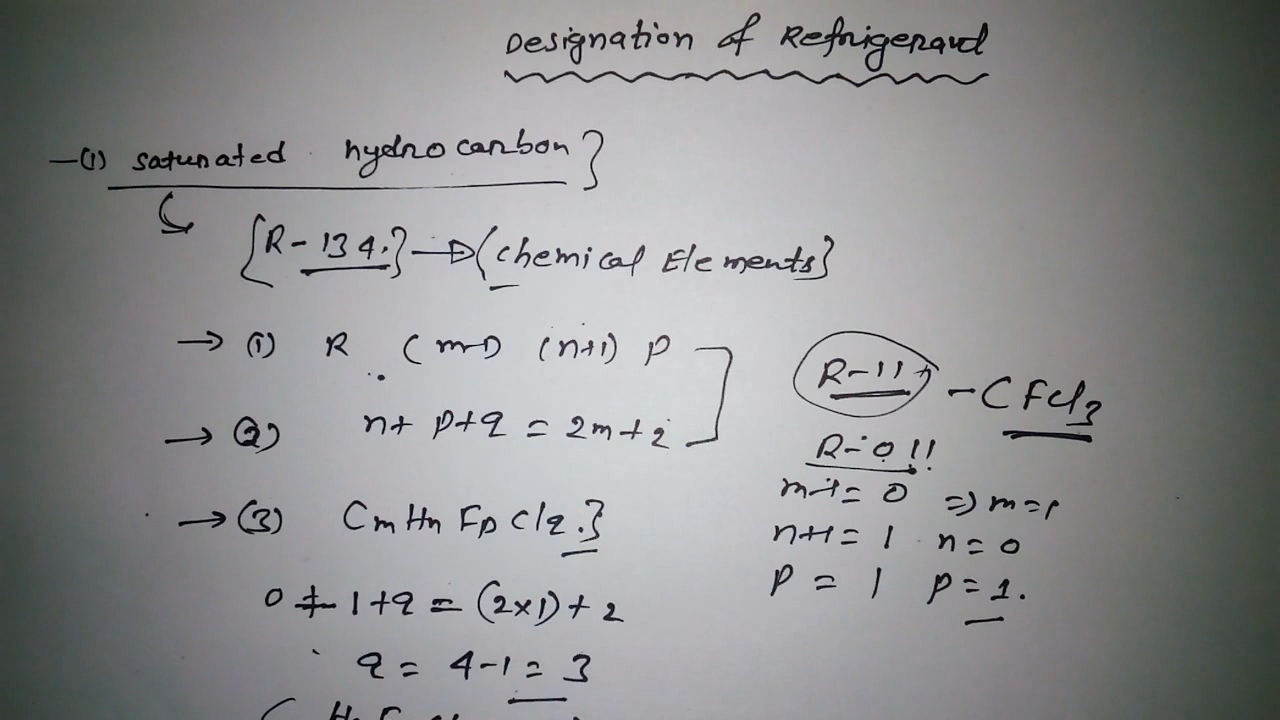 Designation of Refrigerant
(1) saturated hydrocarbon }
{R-134.} → (chemical Elements}
→ (1) R (m-1) (n+1) P
→ (2) n+p+q = 2m+2
→ (3) CmHnFpClq.}
0+1+q = (2×1)+2
q = 4-1 = 3
R-11 - CFCl3
R-011
m-1 = 0 => m=1
n+1 = 1 n=0
P = 1 P=1.